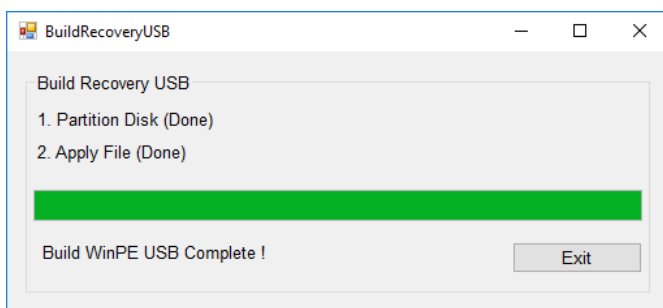 BuildRecoveryUSB
Build Recovery USB
1. Partition Disk (Done)
2. Apply File (Done)
Build WinPE USB Complete !
Exit